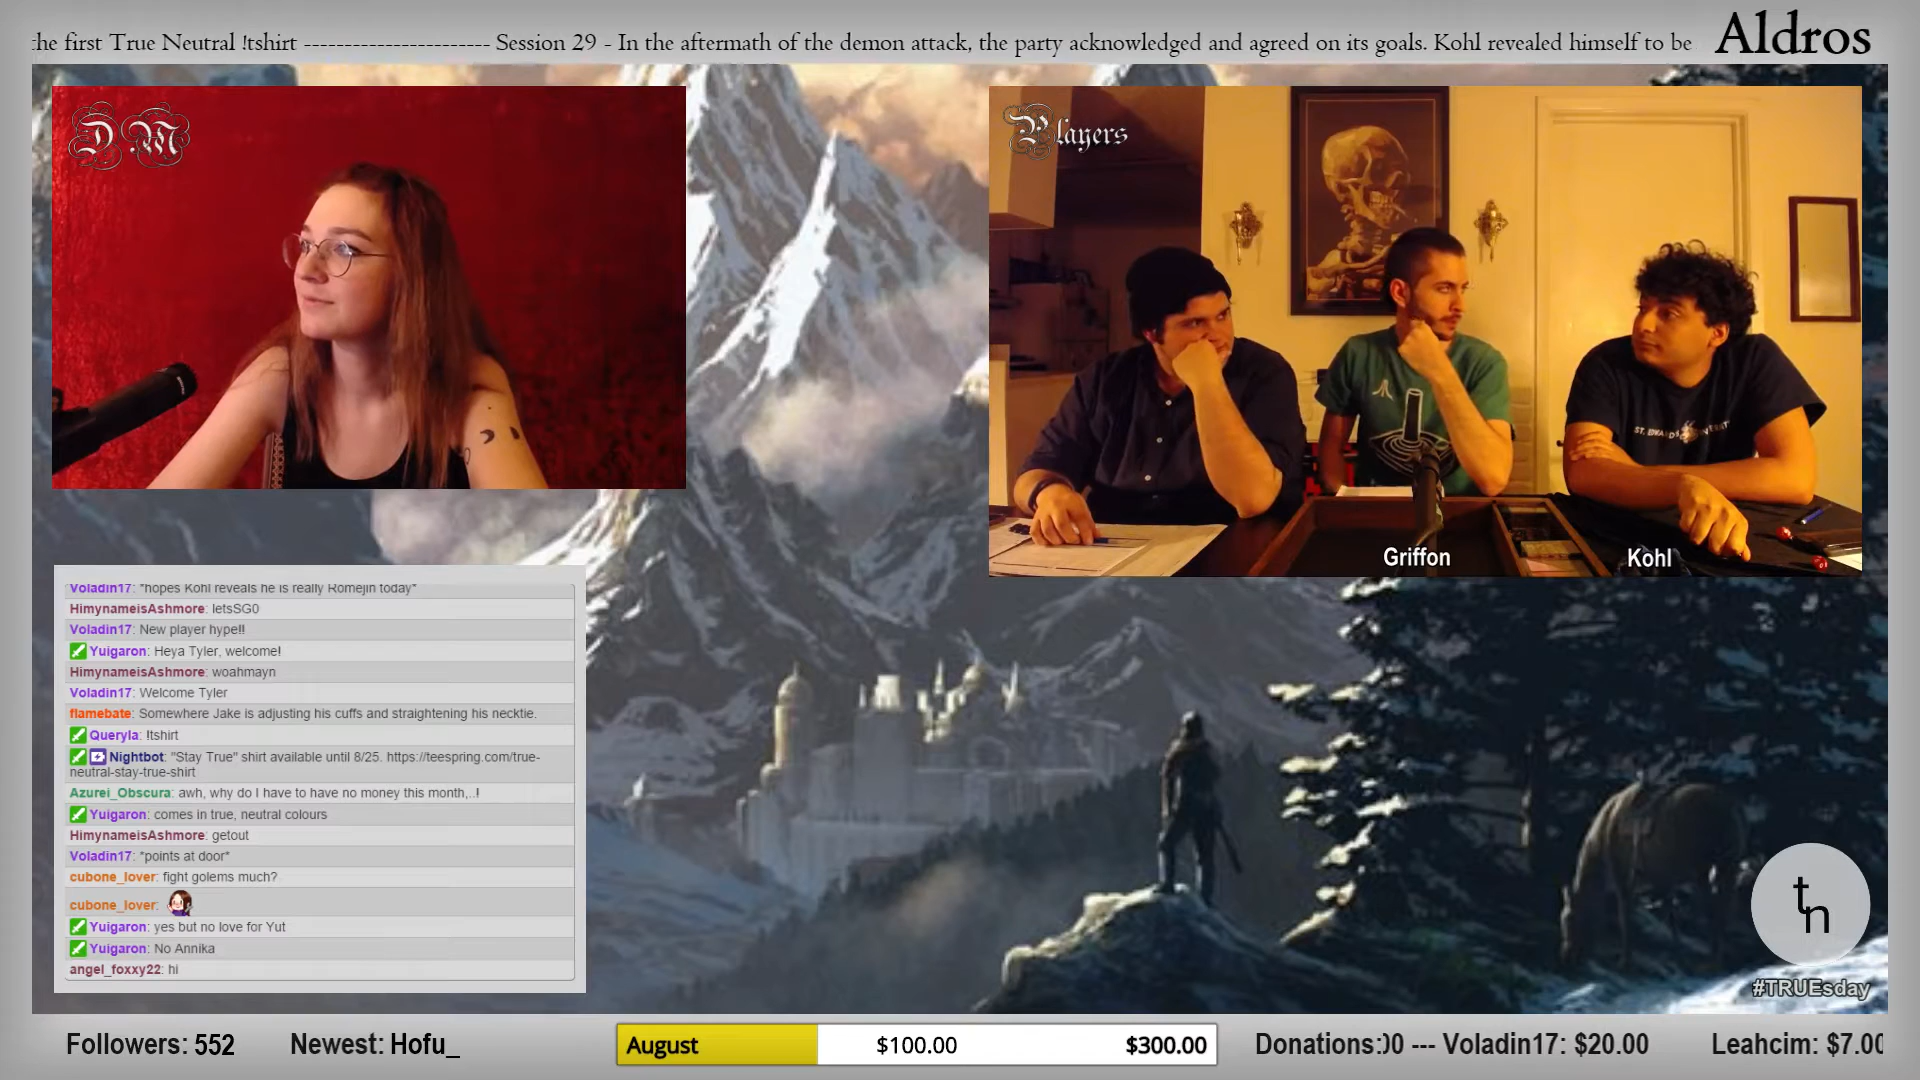 the first True Neutral !tshirt ----------------------- Session 29 - In the aftermath of the demon attack, the party acknowledged and agreed on its goals. Kohl revealed himself to be
Aldros
DM
Players
ST. EDWARDS
Griffon
Kohl
Voladin17: *hopes Kohl reveals he is really Romejin today*
HimynameisAshmore: letsSG0
Voladin17: New player hype!!
Yuigaron: Heya Tyler, welcome!
HimynameisAshmore: woahmayn
Voladin17: Welcome Tyler
flamebate: Somewhere Jake is adjusting his cuffs and straightening his necktie.
Queryla: !tshirt
Nightbot: "Stay True" shirt available until 8/25. https://teespring.com/true-
neutral-stay-true-shirt
Azurei_Obscura: awh, why do I have to have no money this month,..!
Yuigaron: comes in true, neutral colours
HimynameisAshmore: getout
Voladin17: *points at door*
cubone_lover: fight golems much?
cubone_lover:
Yuigaron: yes but no love for Yut
Yuigaron: No Annika
angel_foxxy22: hi
tn
#TRUEsday
Followers: 552
Newest: Hofu_
August $100.00 $300.00
Donations:00 --- Voladin17: $20.00 Leahcim: $7.00